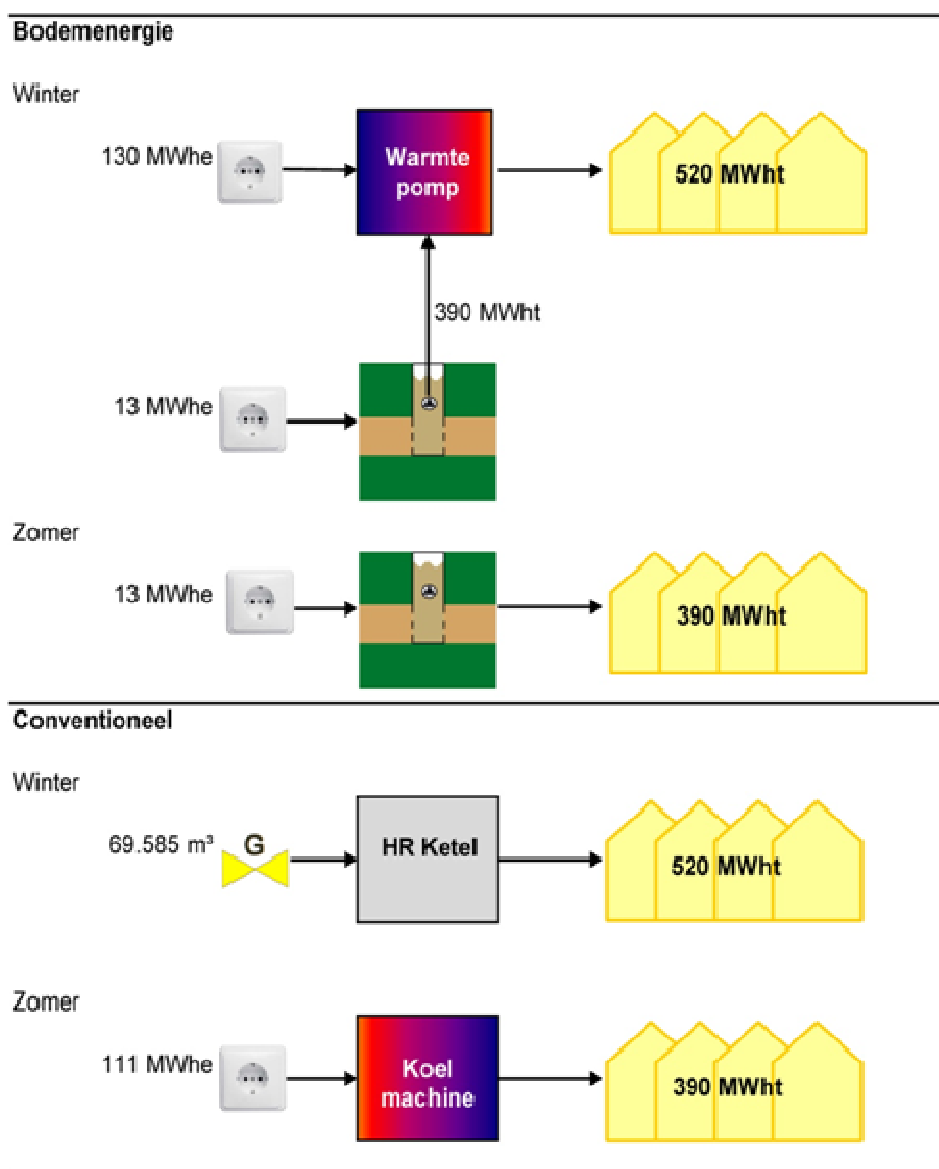 Bodemenergie
Winter
130 MWhe
Warmte
pomp
520 MWht
390 MWht
13 MWhe
Zomer
13 MWhe
390 MWht
Conventioneel
Winter
69.585 m³
G
HR Ketel
520 MWht
Zomer
111 MWhe
Koel
machine
390 MWht